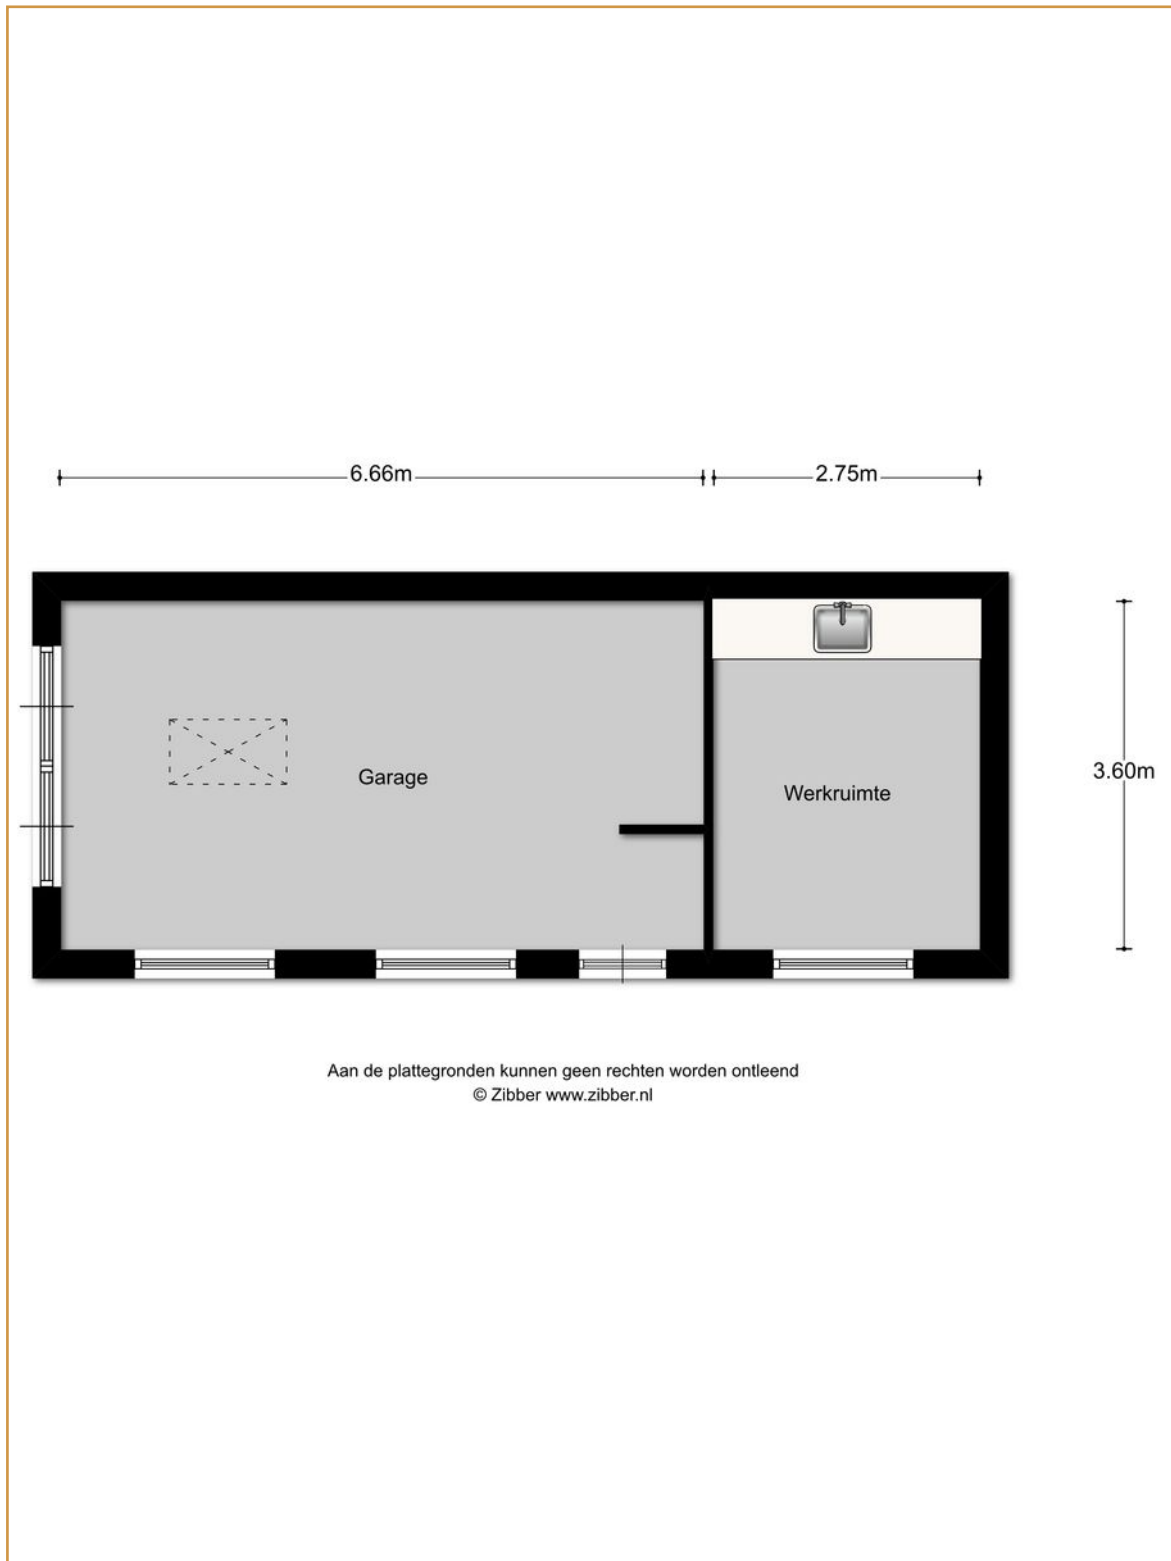 6.66m
2.75m
Garage
3.60m
Werkruimte
Aan de plattegronden kunnen geen rechten worden ontleend
© Zibber www.zibber.nl